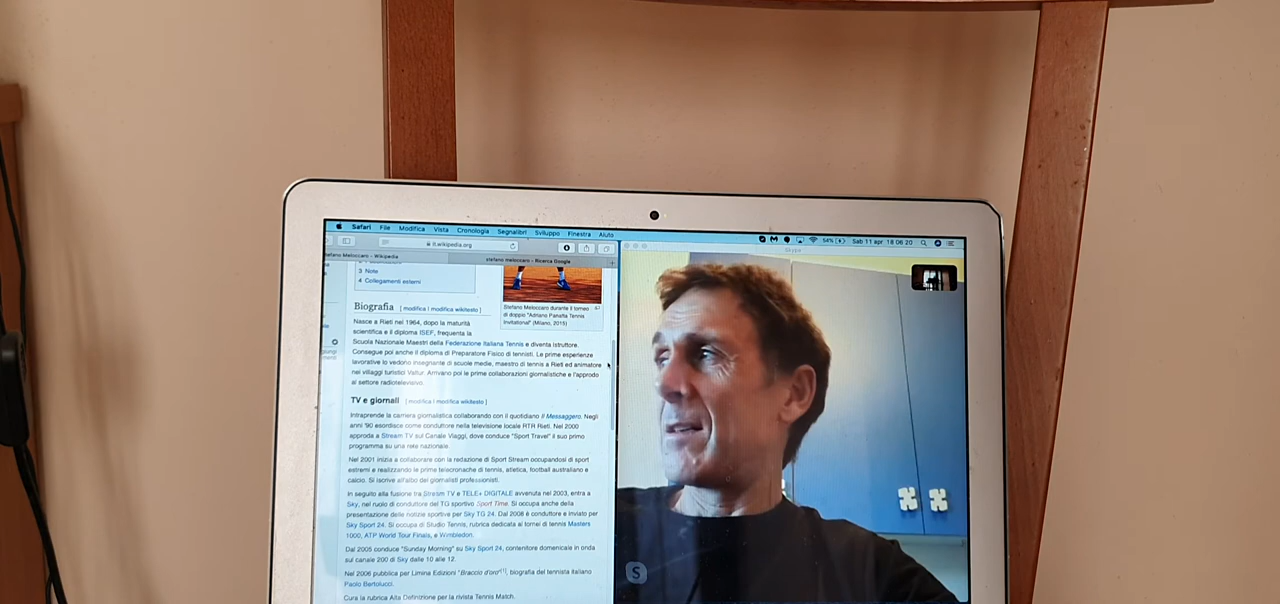 Safari File Modifica Vista Cronologia Segnalibri Sviluppo Finestra Aiuto
54% Sab 11 apr 18 06 20
it.wikipedia.org
Stefano Meloccaro – Wikipedia
stefano meloccaro - Ricerca Google
Skype
3 Note
4 Collegamenti esterni
Stefano Meloccaro durante il torneo
di doppio "Adriano Panatta Tennis
Invitational" (Milano, 2015)
Biografia [ modifica | modifica wikitesto ]
Nasce a Rieti nel 1964, dopo la maturità
scientifica e il diploma ISEF, frequenta la
Scuola Nazionale Maestri della Federazione Italiana Tennis e diventa Istruttore.
Consegue poi anche il diploma di Preparatore Fisico di tennisti. Le prime esperienze
lavorative lo vedono insegnante di scuole medie, maestro di tennis a Rieti ed animatore
nei villaggi turistici Valtur. Arrivano poi le prime collaborazioni giornalistiche e l'approdo
al settore radiotelevisivo.
TV e giornali [ modifica | modifica wikitesto ]
Intraprende la carriera giornalistica collaborando con il quotidiano Il Messaggero. Negli
anni '90 esordisce come conduttore nella televisione locale RTR Rieti. Nel 2000
approda a Stream TV sul Canale Viaggi, dove conduce "Sport Travel" il suo primo
programma su una rete nazionale.
Nel 2001 inizia a collaborare con la redazione di Sport Stream occupandosi di sport
estremi e realizzando le prime telecronache di tennis, atletica, football australiano e
calcio. Si iscrive all'albo dei giornalisti professionisti.
In seguito alla fusione tra Stream TV e TELE+ DIGITALE avvenuta nel 2003, entra a
Sky, nel ruolo di conduttore del TG sportivo Sport Time. Si occupa anche della
presentazione delle notizie sportive per Sky TG 24. Dal 2008 è conduttore e inviato per
Sky Sport 24. Si occupa di Studio Tennis, rubrica dedicata ai tornei di tennis Masters
1000, ATP World Tour Finals, e Wimbledon.
Dal 2005 conduce "Sunday Morning" su Sky Sport 24, contenitore domenicale in onda
sul canale 200 di Sky dalle 10 alle 12.
Nel 2006 pubblica per Limina Edizioni "Braccio d'oro"[1], biografia del tennista italiano
Paolo Bertolucci.
Cura la rubrica Alta Definizione per la rivista Tennis Match.
S